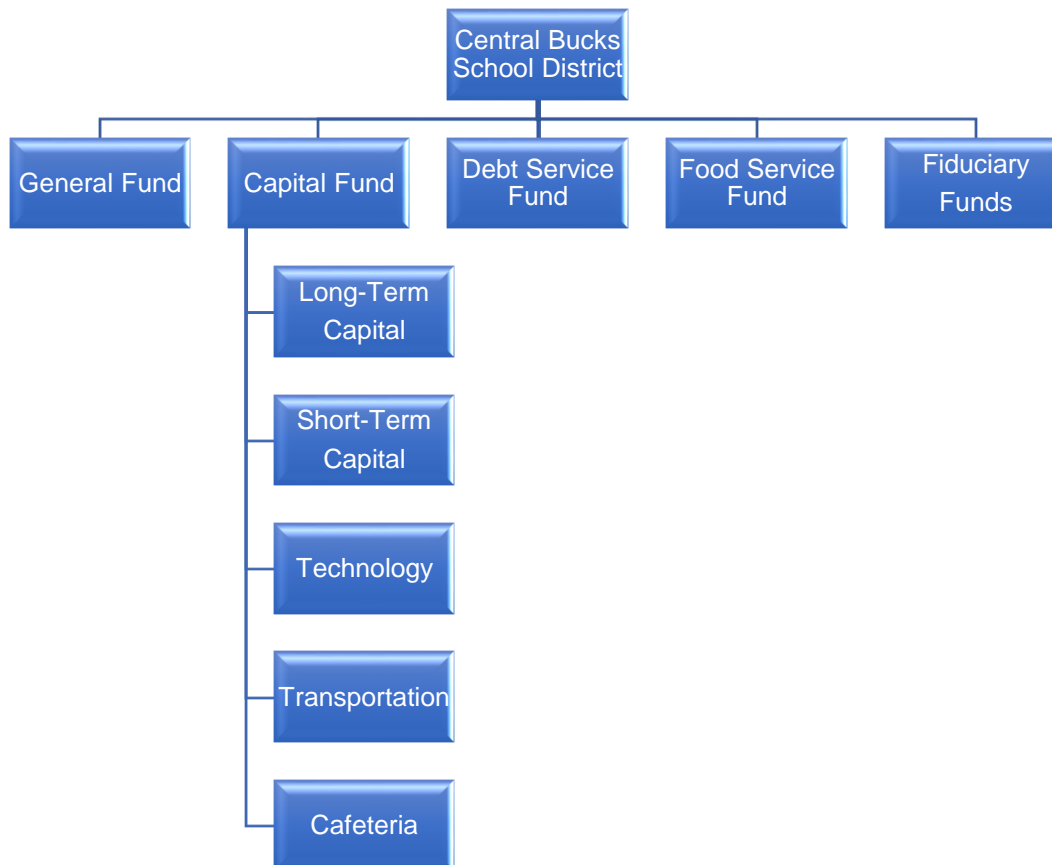 Central Bucks
School District
General Fund
Capital Fund
Debt Service
Fund
Food Service
Fund
Fiduciary
Funds
Long-Term
Capital
Short-Term
Capital
Technology
Transportation
Cafeteria